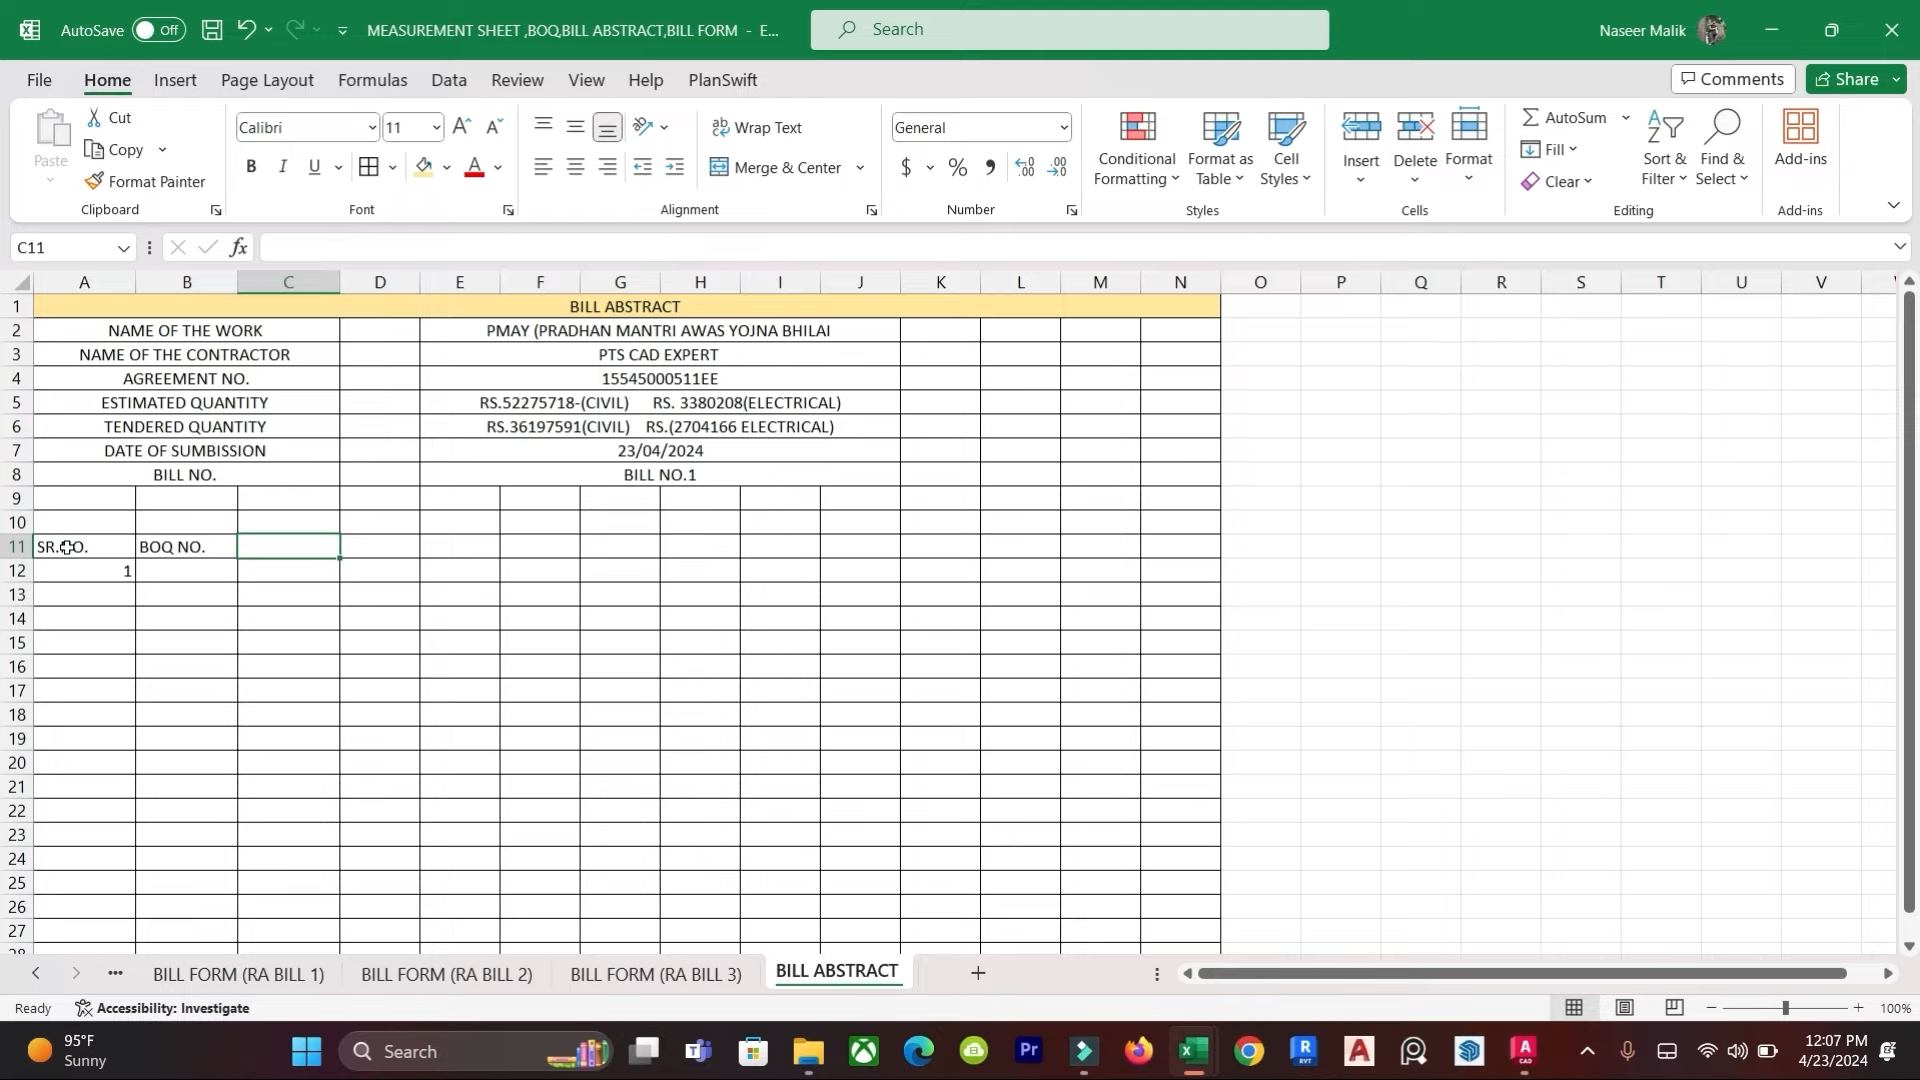 AutoSave Off MEASUREMENT SHEET ,BOQ,BILL ABSTRACT,BILL FORM - E... Search Naseer Malik
File Home Insert Page Layout Formulas Data Review View Help PlanSwift Comments Share
Paste Cut Copy Format Painter Clipboard
Calibri 11 B I U A Font
Wrap Text Merge & Center Alignment
General $ % Number
Conditional Formatting Format as Table Cell Styles Styles
Insert Delete Format Cells
AutoSum Fill Clear Sort & Filter Find & Select Editing
Add-ins Add-ins
C11 fx
A B C D E F G H I J K L M N O P Q R S T U V
1 BILL ABSTRACT
2 NAME OF THE WORK PMAY (PRADHAN MANTRI AWAS YOJNA BHILAI
3 NAME OF THE CONTRACTOR PTS CAD EXPERT
4 AGREEMENT NO. 15545000511EE
5 ESTIMATED QUANTITY RS.52275718-(CIVIL) RS. 3380208(ELECTRICAL)
6 TENDERED QUANTITY RS.36197591(CIVIL) RS.(2704166 ELECTRICAL)
7 DATE OF SUMBISSION 23/04/2024
8 BILL NO. BILL NO.1
9
10
11 SR.NO. BOQ NO.
12 1
13
14
15
16
17
18
19
20
21
22
23
24
25
26
27
BILL FORM (RA BILL 1) BILL FORM (RA BILL 2) BILL FORM (RA BILL 3) BILL ABSTRACT
Ready Accessibility: Investigate 100%
95°F Sunny Search 12:07 PM 4/23/2024